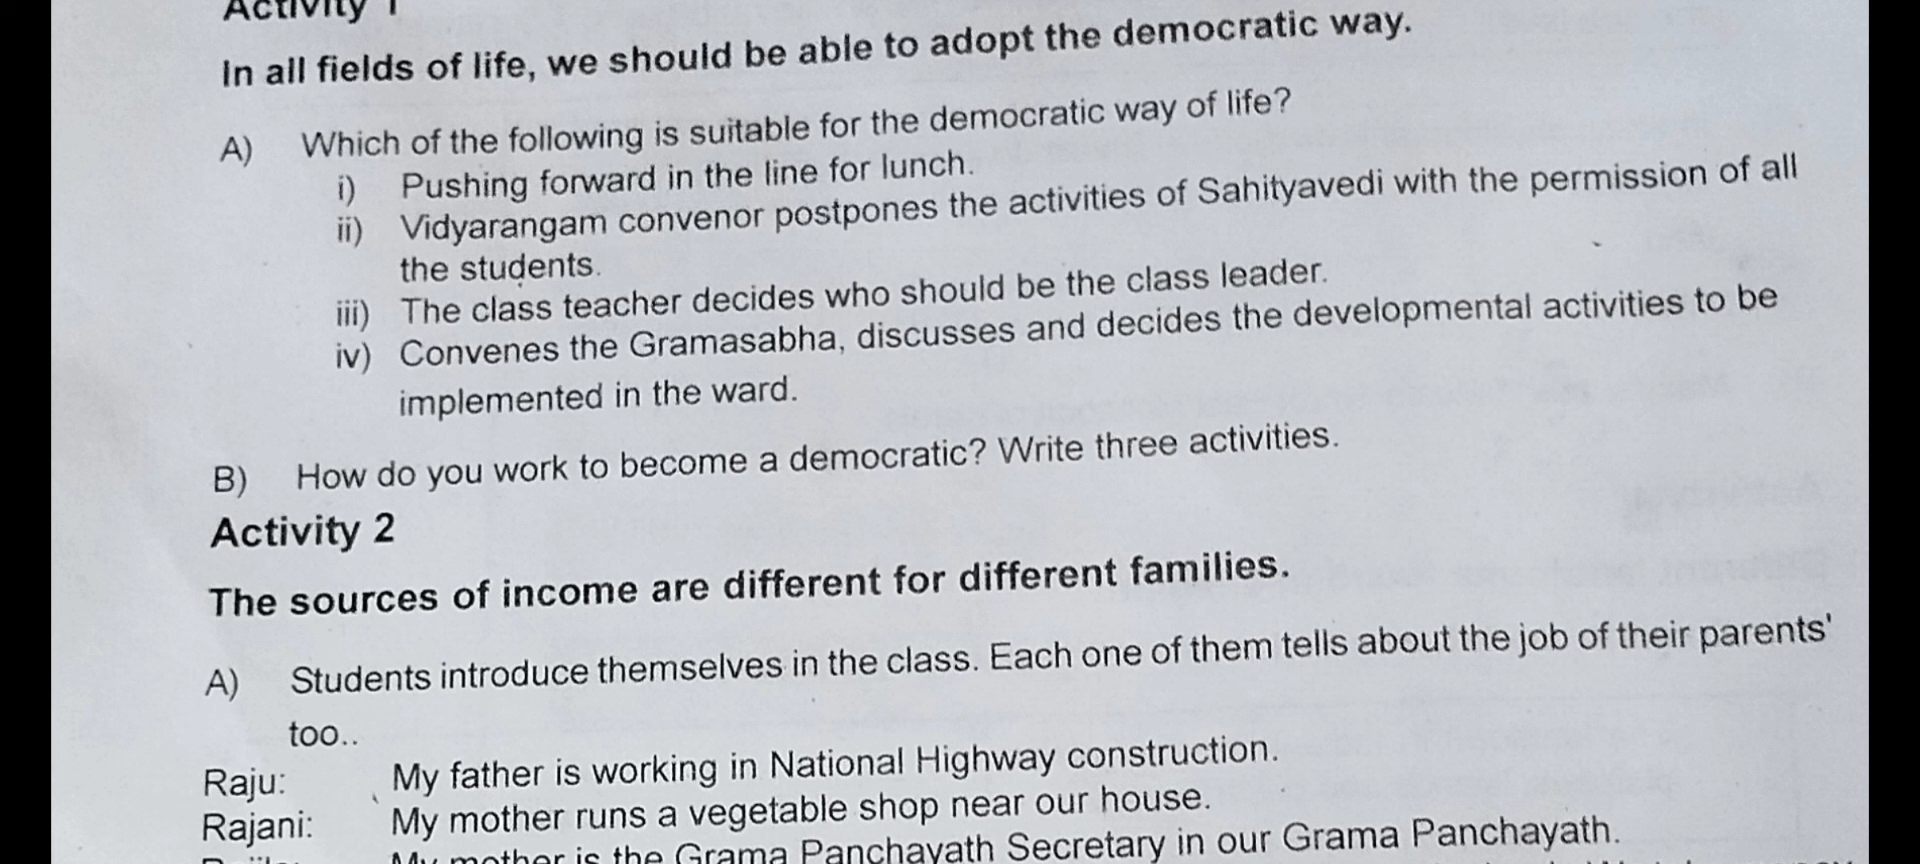 Activity 1
In all fields of life, we should be able to adopt the democratic way.
A) Which of the following is suitable for the democratic way of life?
i) Pushing forward in the line for lunch.
ii) Vidyarangam convenor postpones the activities of Sahityavedi with the permission of all
the students.
iii) The class teacher decides who should be the class leader.
iv) Convenes the Gramasabha, discusses and decides the developmental activities to be
implemented in the ward.
B) How do you work to become a democratic? Write three activities.
Activity 2
The sources of income are different for different families.
A) Students introduce themselves in the class. Each one of them tells about the job of their parents'
too..
Raju: My father is working in National Highway construction.
Rajani: My mother runs a vegetable shop near our house.
My mother is the Grama Panchayath Secretary in our Grama Panchayath.